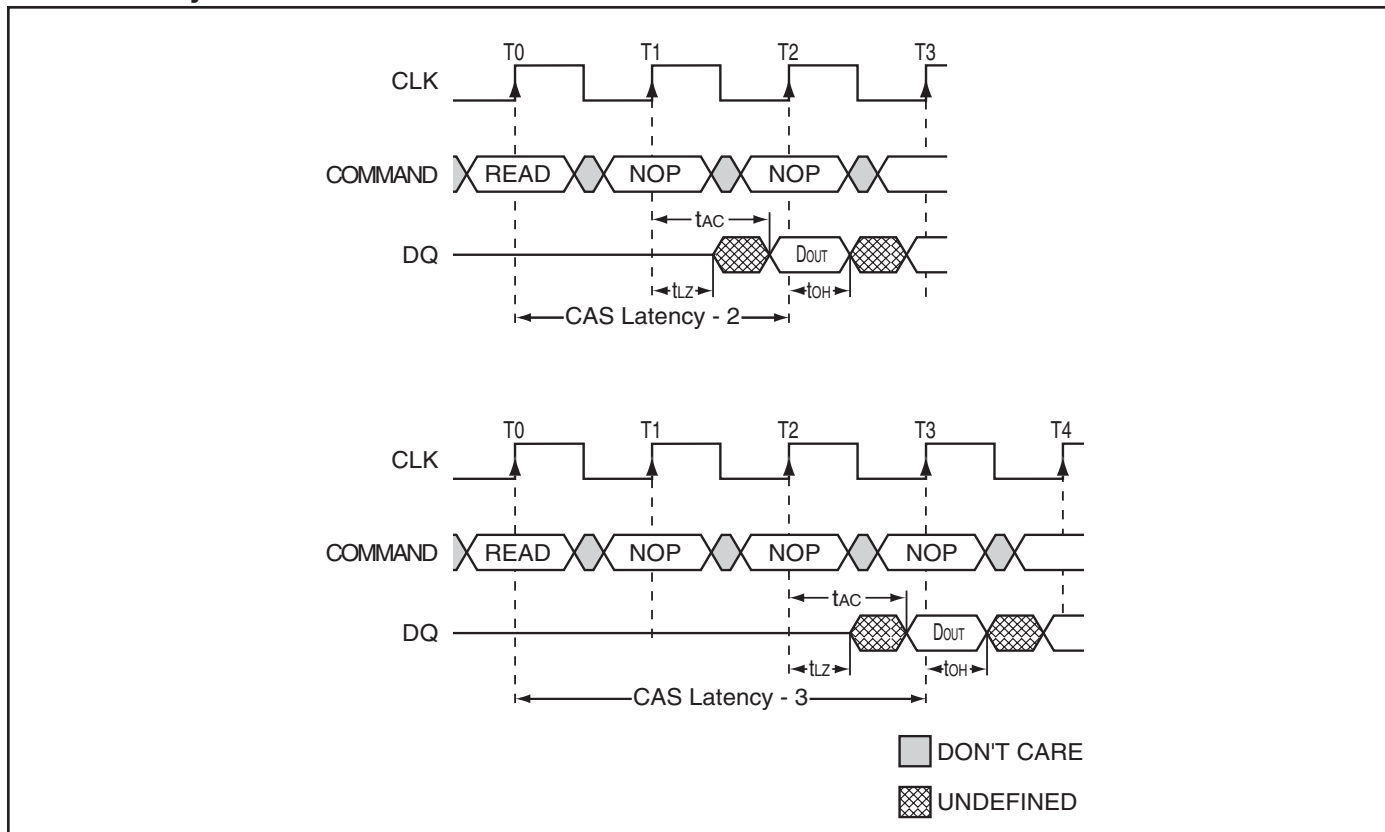 T0 T1 T2 T3
CLK
COMMAND READ NOP NOP
tAC
DQ DOUT
tLZ tOH
CAS Latency - 2
T0 T1 T2 T3 T4
CLK
COMMAND READ NOP NOP NOP
tAC
DQ DOUT
tLZ tOH
CAS Latency - 3
DON'T CARE
UNDEFINED